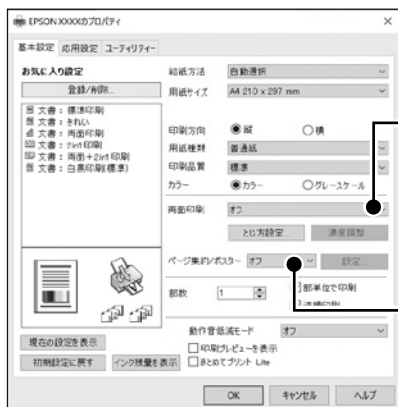 EPSON XXXXのプロパティ
基本設定 応用設定 ユーティリティー
お気に入り設定
登録/削除...
文書：標準印刷
文書：きれい
文書：両面印刷
文書：2in1 印刷
文書：両面+2in1 印刷
文書：白黒印刷(標準)
現在の設定を表示
初期設定に戻す
インク残量を表示
給紙方法 自動選択
用紙サイズ A4 210 x 297 mm
印刷方向 縦 横
用紙種類 普通紙
印刷品質 標準
カラー カラー グレースケール
両面印刷 オフ
とじ方設定... 濃度調整...
ページ集約/ポスター オフ 設定...
部数 1 部単位で印刷
動作音低減モード オフ
印刷プレビューを表示
まとめてプリント Lite
OK キャンセル ヘルプ